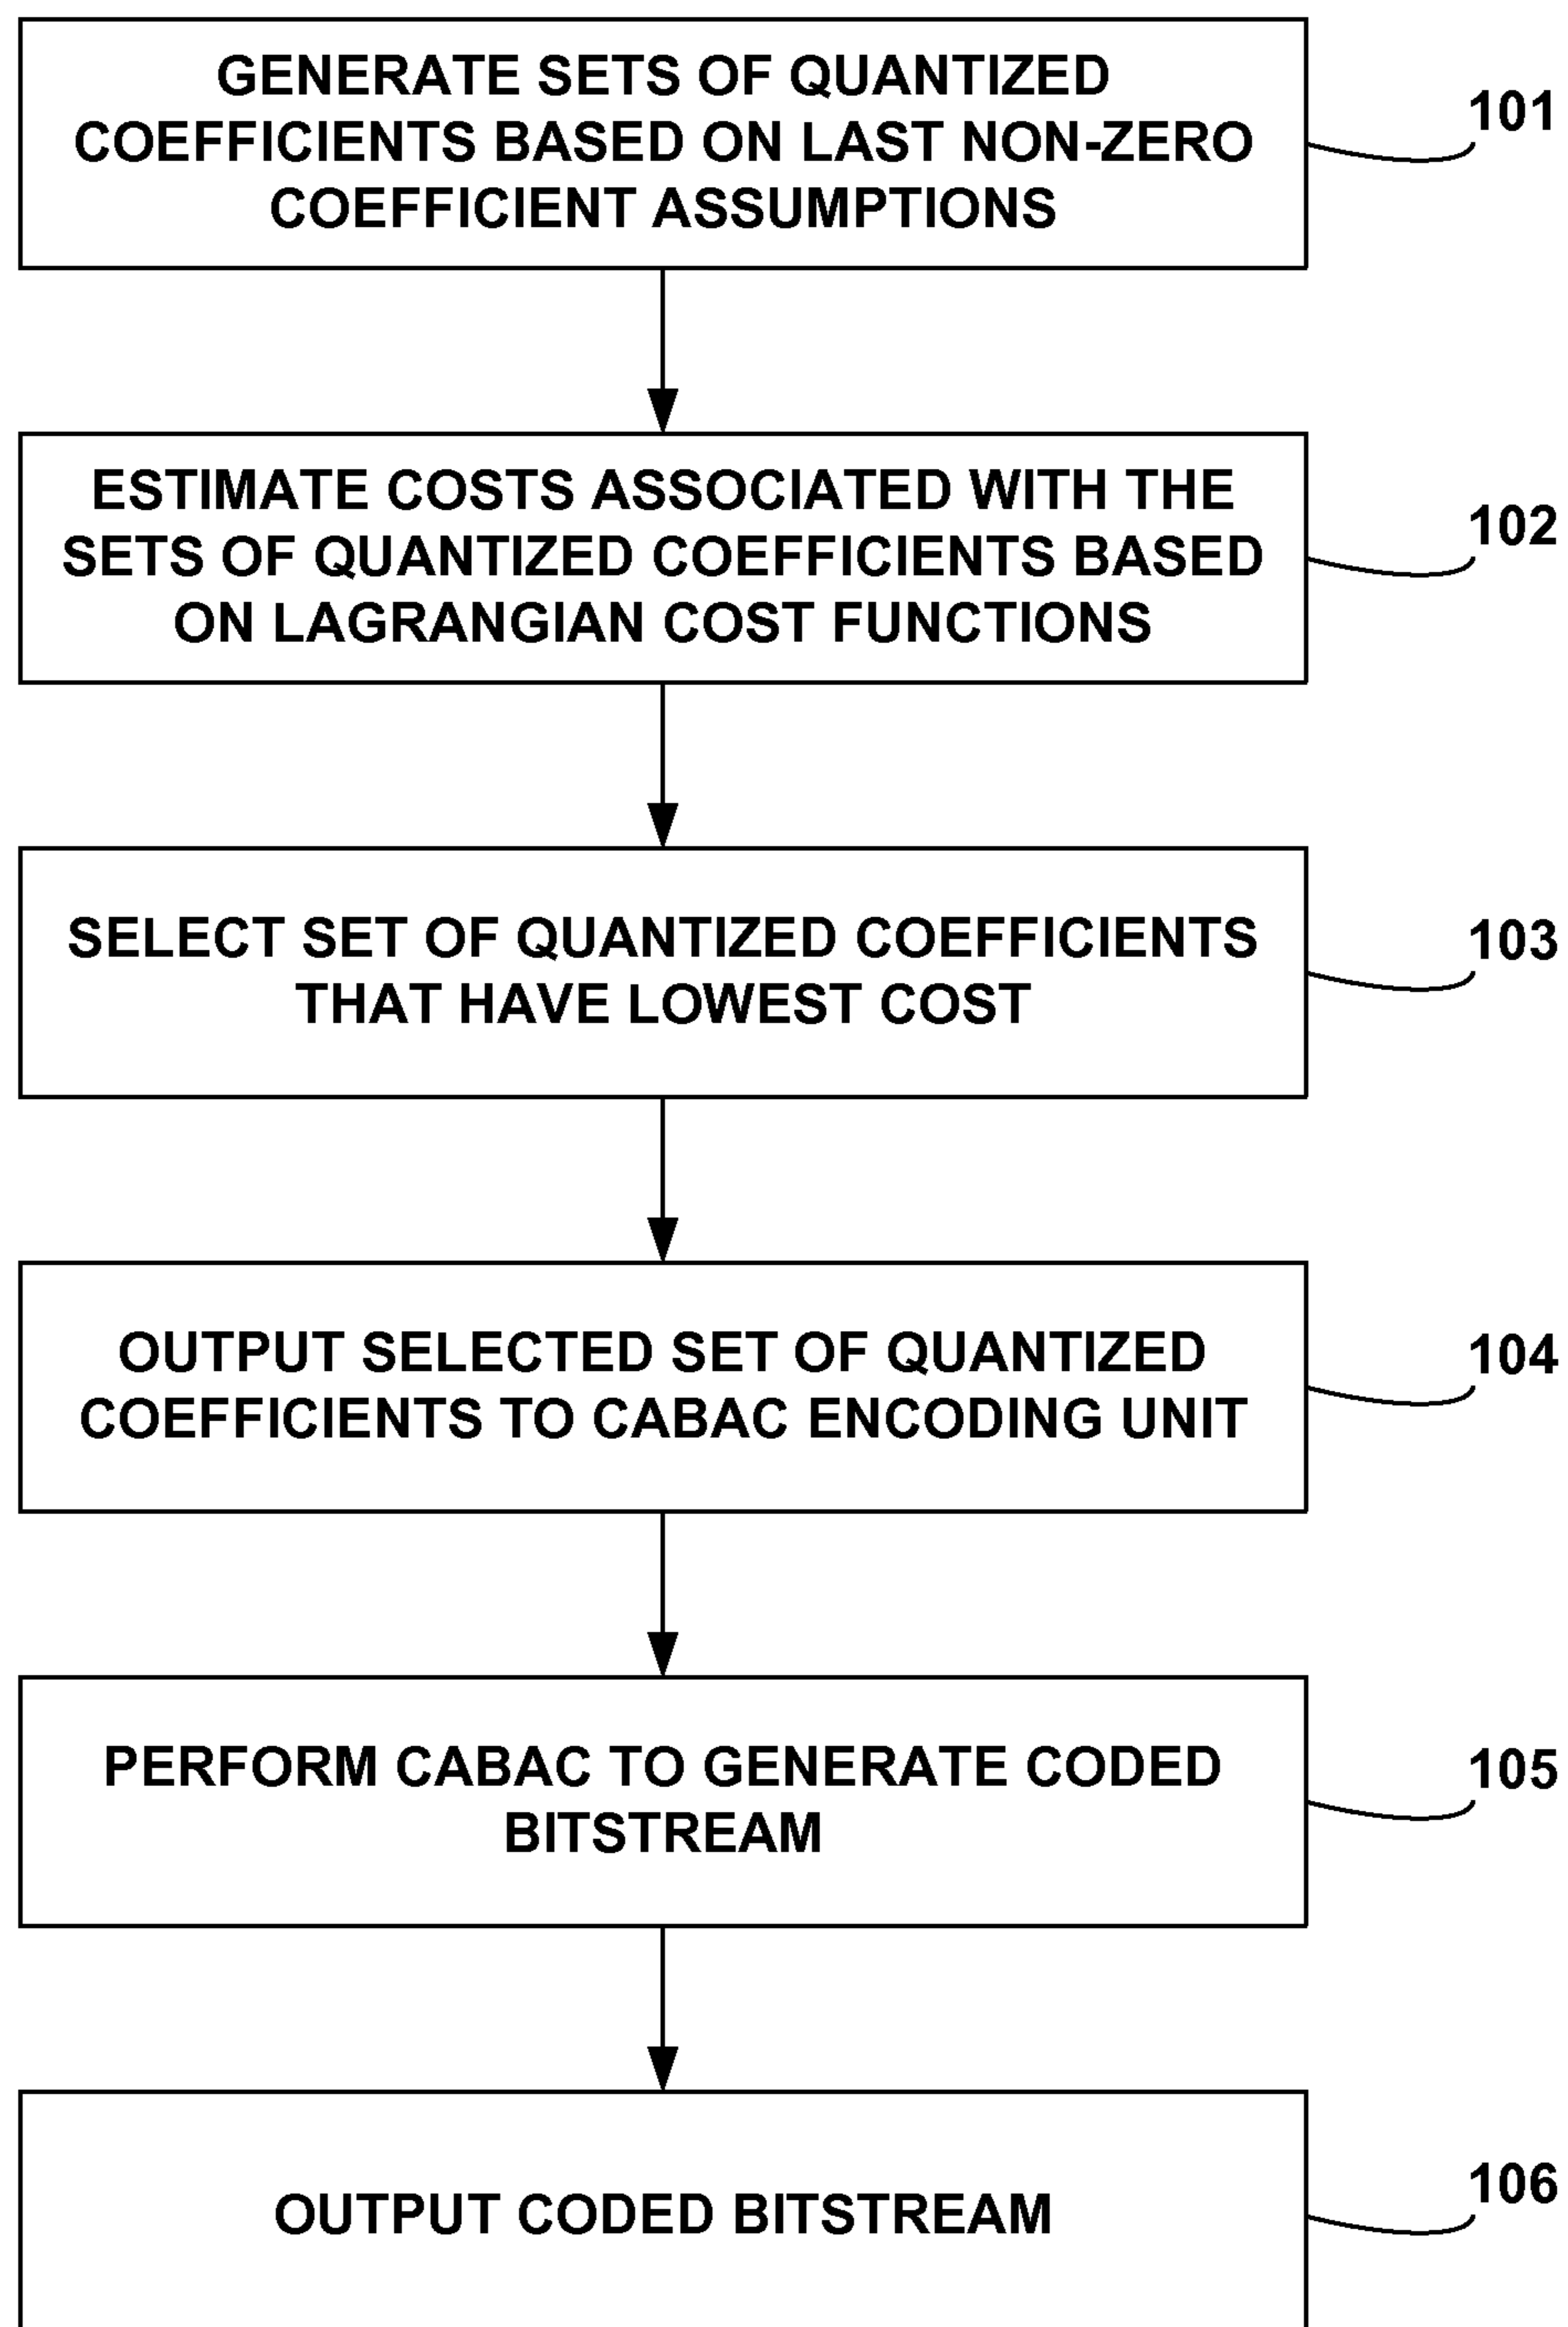 GENERATE SETS OF QUANTIZED
COEFFICIENTS BASED ON LAST NON-ZERO
COEFFICIENT ASSUMPTIONS
101
ESTIMATE COSTS ASSOCIATED WITH THE
SETS OF QUANTIZED COEFFICIENTS BASED
ON LAGRANGIAN COST FUNCTIONS
102
SELECT SET OF QUANTIZED COEFFICIENTS
THAT HAVE LOWEST COST
103
OUTPUT SELECTED SET OF QUANTIZED
COEFFICIENTS TO CABAC ENCODING UNIT
104
PERFORM CABAC TO GENERATE CODED
BITSTREAM
105
OUTPUT CODED BITSTREAM
106